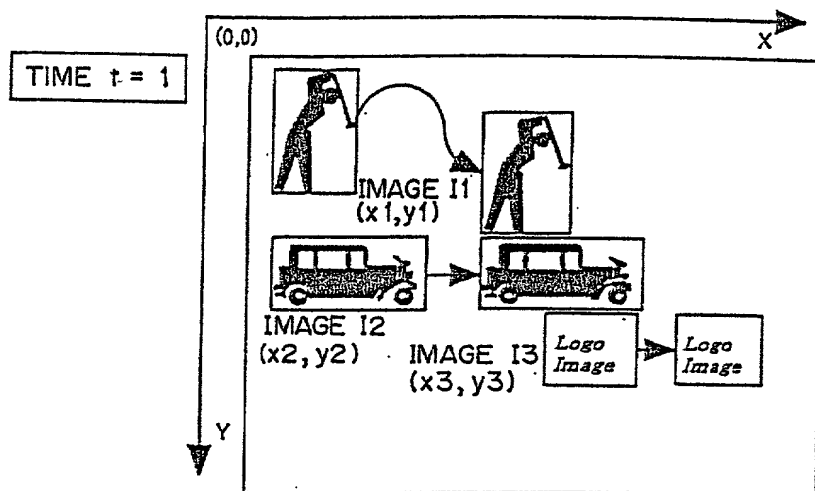 (0,0)
X
TIME t = 1
IMAGE I1
(x1,y1)
IMAGE I2
(x2,y2)
IMAGE I3
(x3,y3)
Logo
Image
Logo
Image
Y